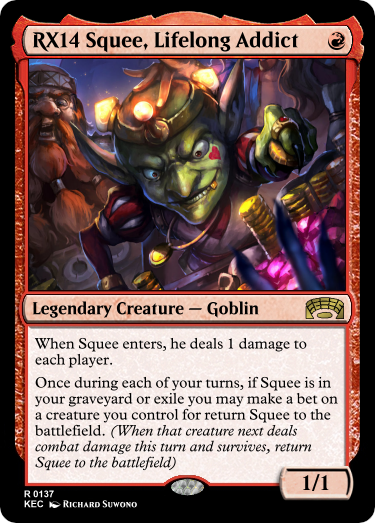 RX14 Squee, Lifelong Addict
Legendary Creature — Goblin
When Squee enters, he deals 1 damage to
each player.
Once during each of your turns, if Squee is in
your graveyard or exile you may make a bet on
a creature you control for return Squee to the
battlefield. (When that creature next deals
combat damage this turn and survives, return
Squee to the battlefield)
1/1
R 0137
KEC RICHARD SUWONO